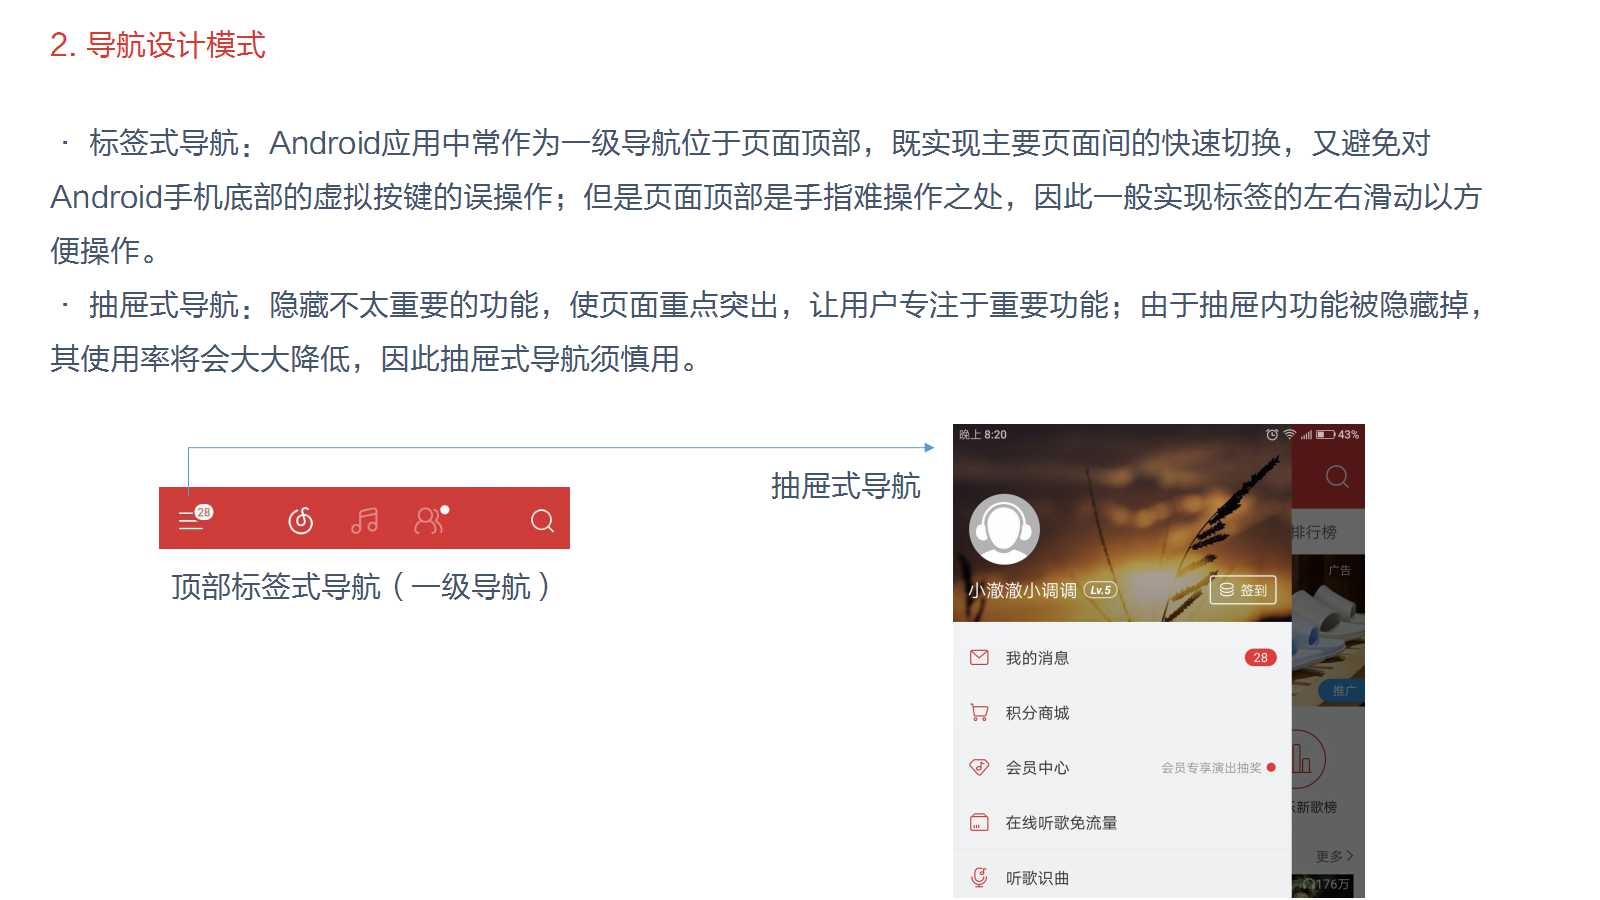 2. 导航设计模式
· 标签式导航：Android应用中常作为一级导航位于页面顶部，既实现主要页面间的快速切换，又避免对
Android手机底部的虚拟按键的误操作；但是页面顶部是手指难操作之处，因此一般实现标签的左右滑动以方
便操作。
· 抽屉式导航：隐藏不太重要的功能，使页面重点突出，让用户专注于重要功能；由于抽屉内功能被隐藏掉，
其使用率将会大大降低，因此抽屉式导航须慎用。
28
顶部标签式导航（一级导航）
抽屉式导航
晚上 8:20
43%
排行榜
广告
小澈澈小调调 Lv.5
签到
我的消息 28
推广
积分商城
会员中心 会员专享演出抽奖
乐新歌榜
在线听歌免流量
更多
听歌识曲
176万